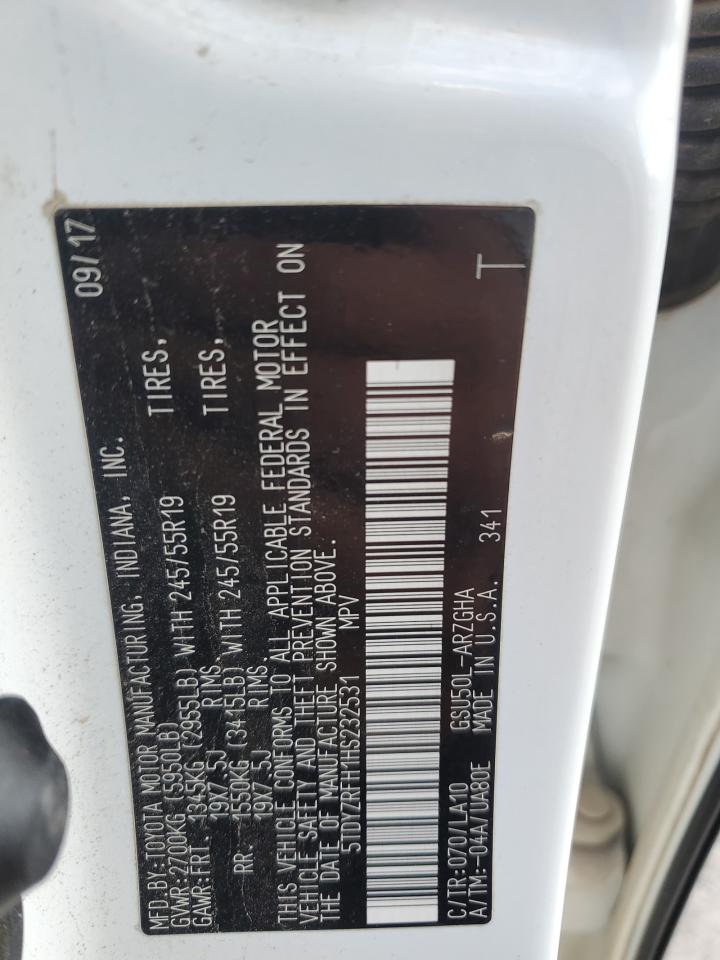 MFD.BY:TOYOTA MOTOR MANUFACTURING, INDIANA, INC. 09/17
GVWR:2700KG (5950LB)
GAWR:FRT. 1345KG (2955LB) WITH 245/55R19 TIRES,
19X7.5J RIMS,
RR. 1550KG (3415LB) WITH 245/55R19 TIRES,
19X7.5J RIMS.
THIS VEHICLE CONFORMS TO ALL APPLICABLE FEDERAL MOTOR
VEHICLE SAFETY AND THEFT PREVENTION STANDARDS IN EFFECT ON
THE DATE OF MANUFACTURE SHOWN ABOVE.
5TDYZRFH7HS232531 MPV
C/TR:070/LA10 GSU50L-ARZGHA
A/TM:-04A/UA80E MADE IN U.S.A. 341 T